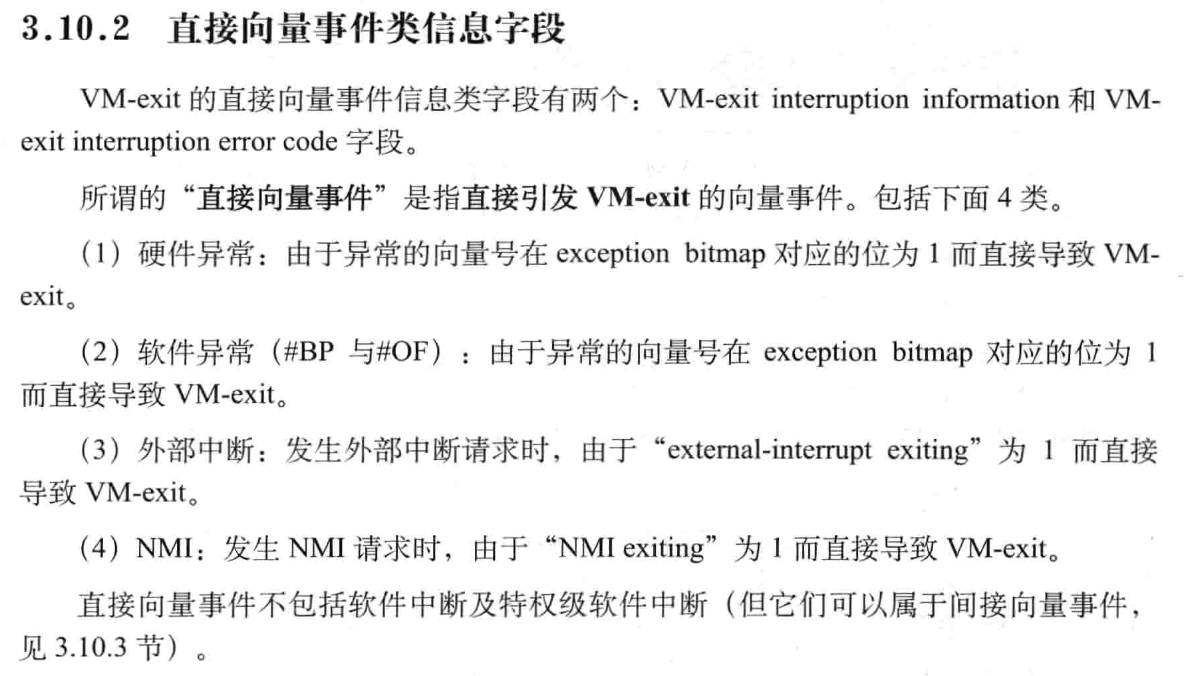 3.10.2 直接向量事件类信息字段
VM-exit 的直接向量事件信息类字段有两个：VM-exit interruption information 和 VM-
exit interruption error code 字段。
所谓的“直接向量事件”是指直接引发 VM-exit 的向量事件。包括下面 4 类。
（1）硬件异常：由于异常的向量号在 exception bitmap 对应的位为 1 而直接导致 VM-
exit。
（2）软件异常（#BP 与#OF）：由于异常的向量号在 exception bitmap 对应的位为 1
而直接导致 VM-exit。
（3）外部中断：发生外部中断请求时，由于“external-interrupt exiting”为 1 而直接
导致 VM-exit。
（4）NMI：发生 NMI 请求时，由于“NMI exiting”为 1 而直接导致 VM-exit。
直接向量事件不包括软件中断及特权级软件中断（但它们可以属于间接向量事件，
见 3.10.3 节）。